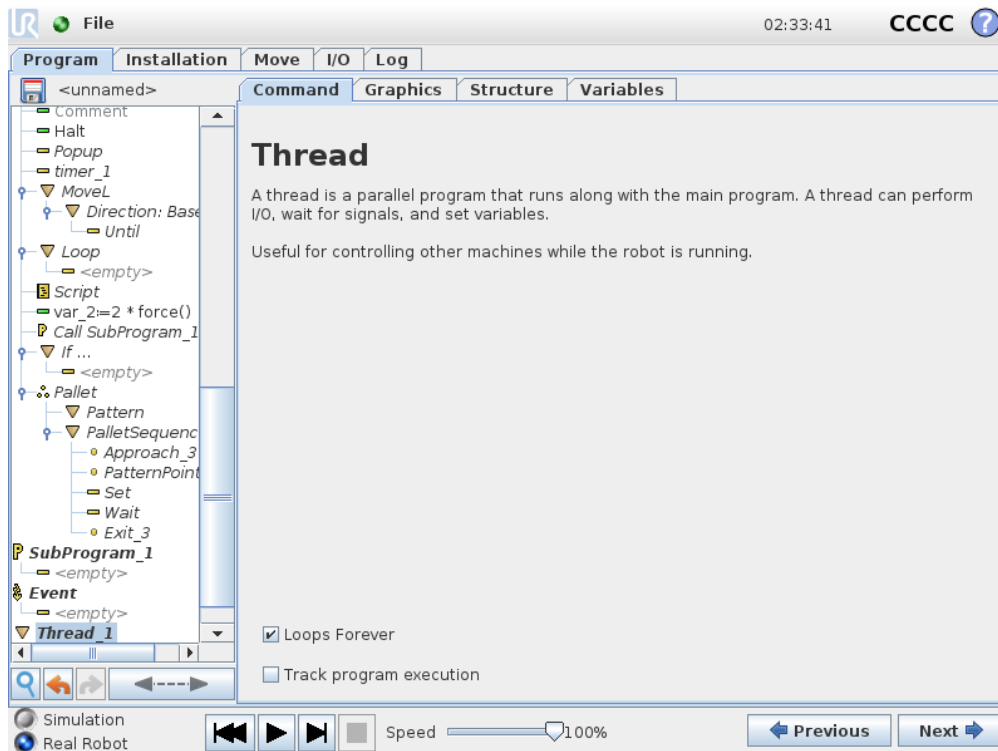 UR File 02:33:41 CCCC ?
Program Installation Move I/O Log
<unnamed> Command Graphics Structure Variables
Comment
Halt
Popup
timer_1
MoveL
Direction: Base
Until
Loop
<empty>
Script
var_2:=2 * force()
P Call SubProgram_1
If ...
<empty>
Pallet
Pattern
PalletSequenc
Approach_3
PatternPoint
Set
Wait
Exit_3
P SubProgram_1
<empty>
Event
<empty>
Thread_1
Thread
A thread is a parallel program that runs along with the main program. A thread can perform
I/O, wait for signals, and set variables.
Useful for controlling other machines while the robot is running.
Loops Forever
Track program execution
Simulation
Real Robot
Speed 100%
Previous Next